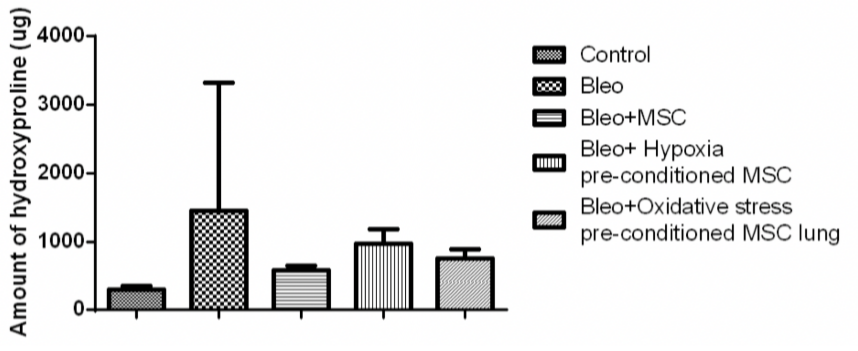 Amount of hydroxyproline (ug)
4000
3000
2000
1000
0
Control
Bleo
Bleo+MSC
Bleo+ Hypoxia
pre-conditioned MSC
Bleo+Oxidative stress
pre-conditioned MSC lung